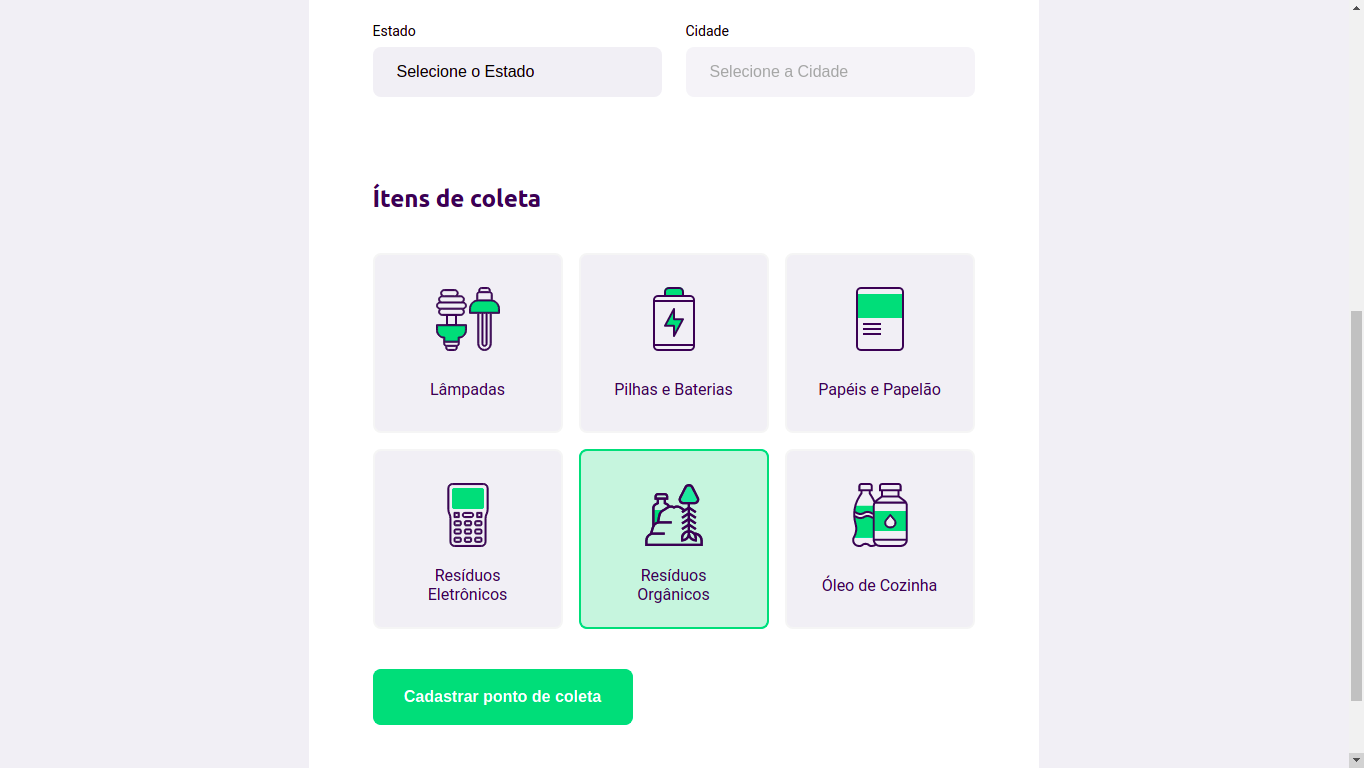 Estado
Cidade
Selecione o Estado
Selecione a Cidade
Ítens de coleta
Lâmpadas
Pilhas e Baterias
Papéis e Papelão
Resíduos
Eletrônicos
Resíduos
Orgânicos
Óleo de Cozinha
Cadastrar ponto de coleta